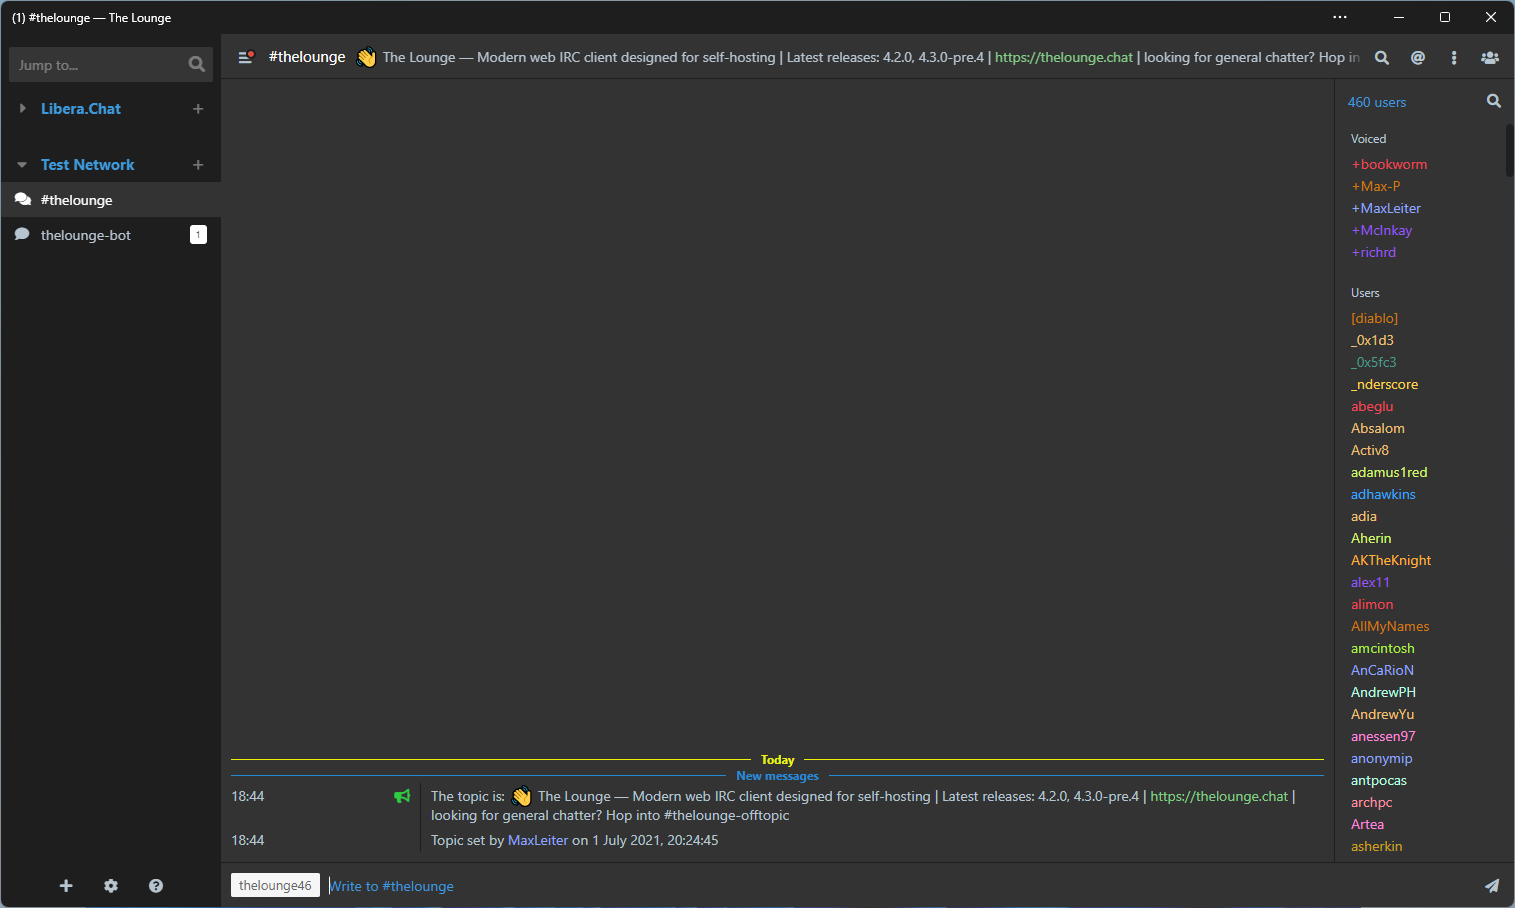 (1) #thelounge — The Lounge
Jump to...
Libera.Chat
Test Network
#thelounge
thelounge-bot
1
#thelounge
The Lounge — Modern web IRC client designed for self-hosting | Latest releases: 4.2.0, 4.3.0-pre.4 | https://thelounge.chat | looking for general chatter? Hop in
Today
New messages
18:44
The topic is: 👋 The Lounge — Modern web IRC client designed for self-hosting | Latest releases: 4.2.0, 4.3.0-pre.4 | https://thelounge.chat |
looking for general chatter? Hop into #thelounge-offtopic
18:44
Topic set by MaxLeiter on 1 July 2021, 20:24:45
thelounge46
Write to #thelounge
460 users
Voiced
+bookworm
+Max-P
+MaxLeiter
+McInkay
+richrd
Users
[diablo]
_0x1d3
_0x5fc3
_nderscore
abeglu
Absalom
Activ8
adamus1red
adhawkins
adia
Aherin
AKTheKnight
alex11
alimon
AllMyNames
amcintosh
AnCaRioN
AndrewPH
AndrewYu
anessen97
anonymip
antpocas
archpc
Artea
asherkin